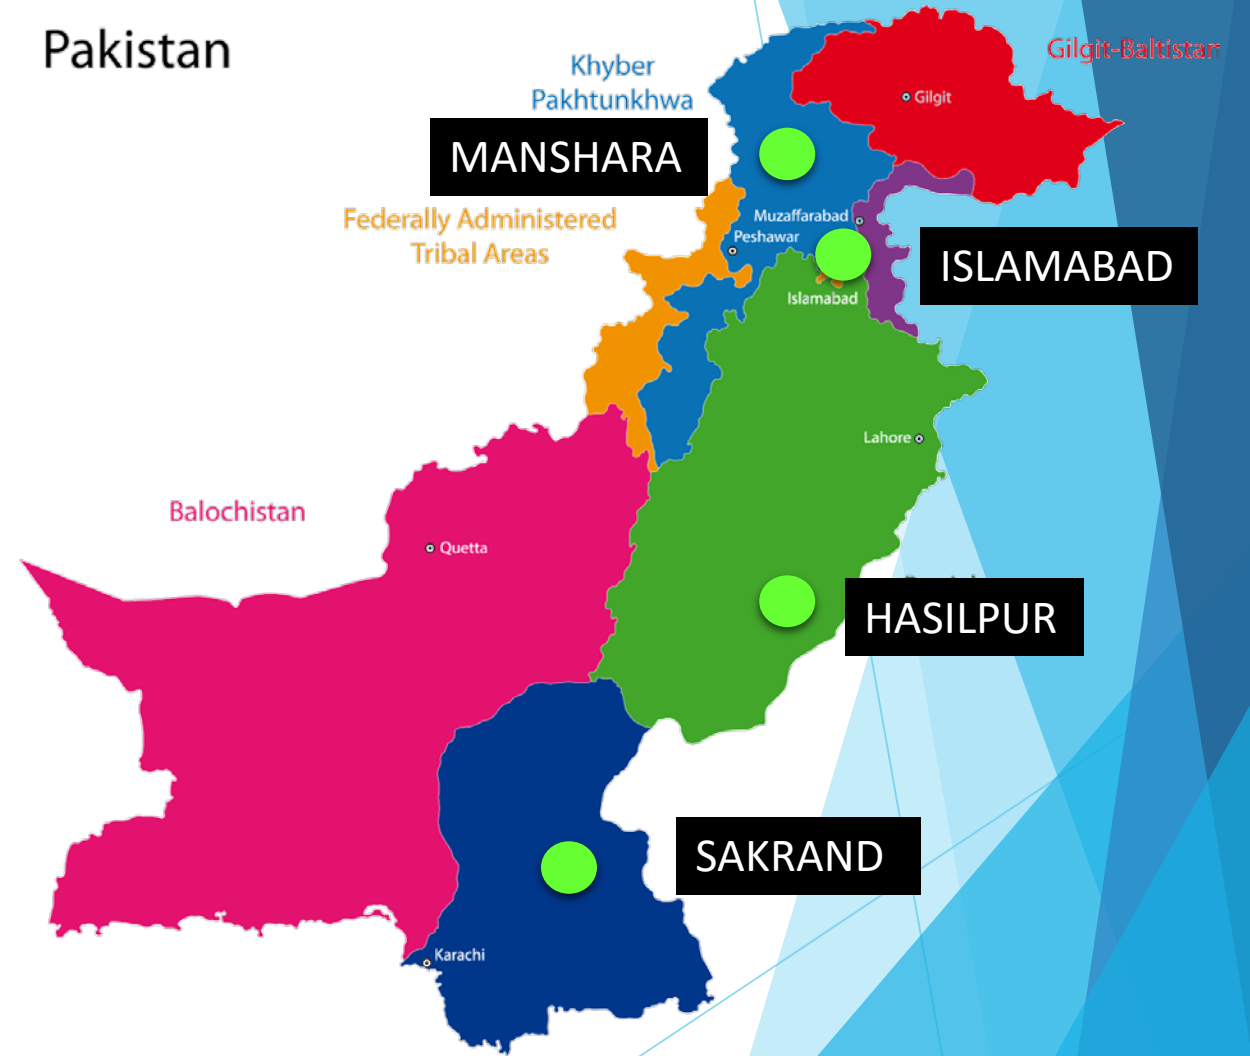 Pakistan
Khyber
Pakhtunkhwa
Gilgit-Baltistan
Gilgit
MANSHARA
Federally Administered
Tribal Areas
Muzaffarabad
Peshawar
ISLAMABAD
Islamabad
Lahore
Balochistan
Quetta
HASILPUR
SAKRAND
Karachi